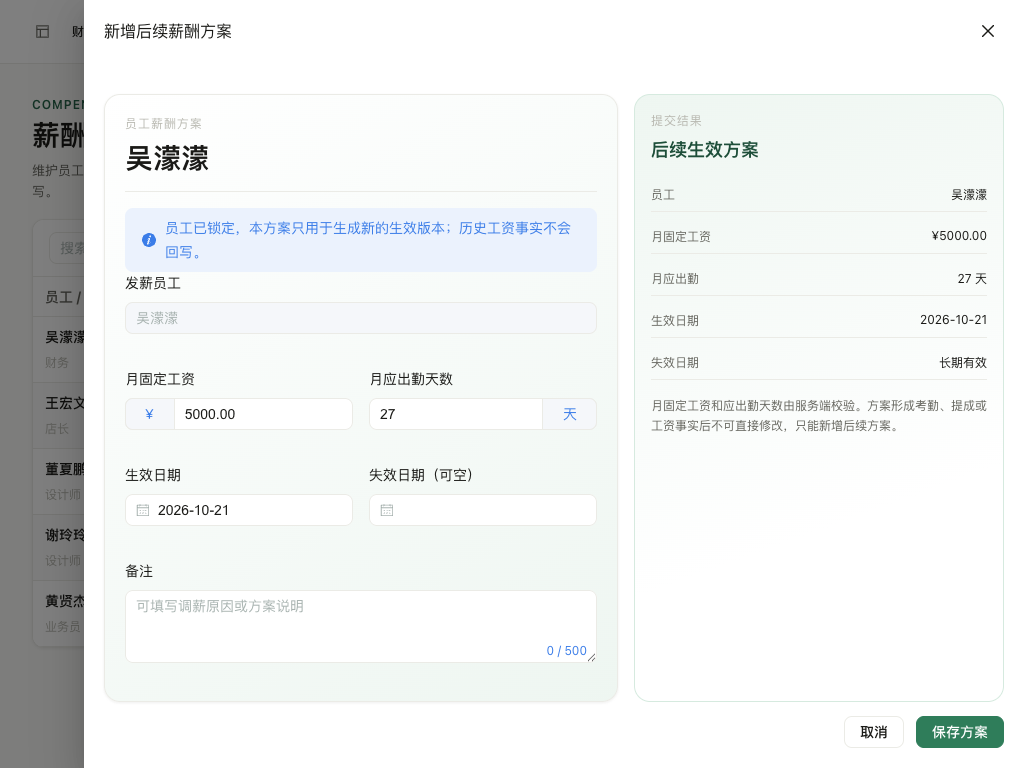 新增后续薪酬方案
财
COMPEN
薪酬
维护员工
写。
搜索
员工 /
吴濛濛
财务
王宏文
店长
董夏鹏
设计师
谢玲玲
设计师
黄贤杰
业务员
员工薪酬方案
吴濛濛
员工已锁定，本方案只用于生成新的生效版本；历史工资事实不会
回写。
发薪员工
吴濛濛
月固定工资
月应出勤天数
¥ 5000.00
27 天
生效日期
失效日期（可空）
2026-10-21
备注
可填写调薪原因或方案说明
0 / 500
提交结果
后续生效方案
员工 吴濛濛
月固定工资 ¥5000.00
月应出勤 27 天
生效日期 2026-10-21
失效日期 长期有效
月固定工资和应出勤天数由服务端校验。方案形成考勤、提成或
工资事实后不可直接修改，只能新增后续方案。
取消
保存方案